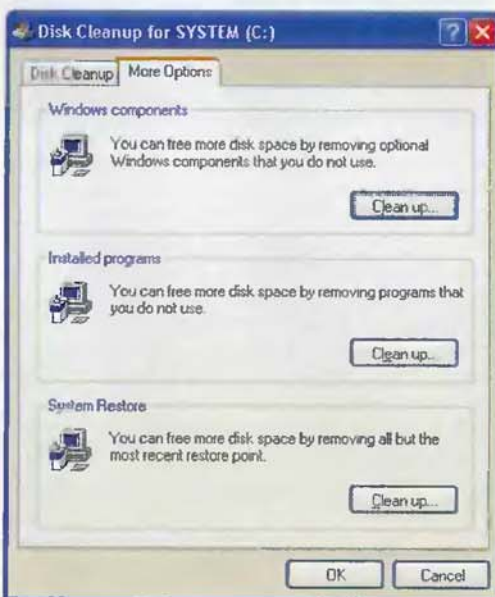 Disk Cleanup for SYSTEM (C:)
Disk Cleanup
More Options
Windows components
You can free more disk space by removing optional
Windows components that you do not use.
Clean up...
Installed programs
You can free more disk space by removing programs that
you do not use.
Clean up...
System Restore
You can free more disk space by removing all but the
most recent restore point.
Clean up...
OK
Cancel